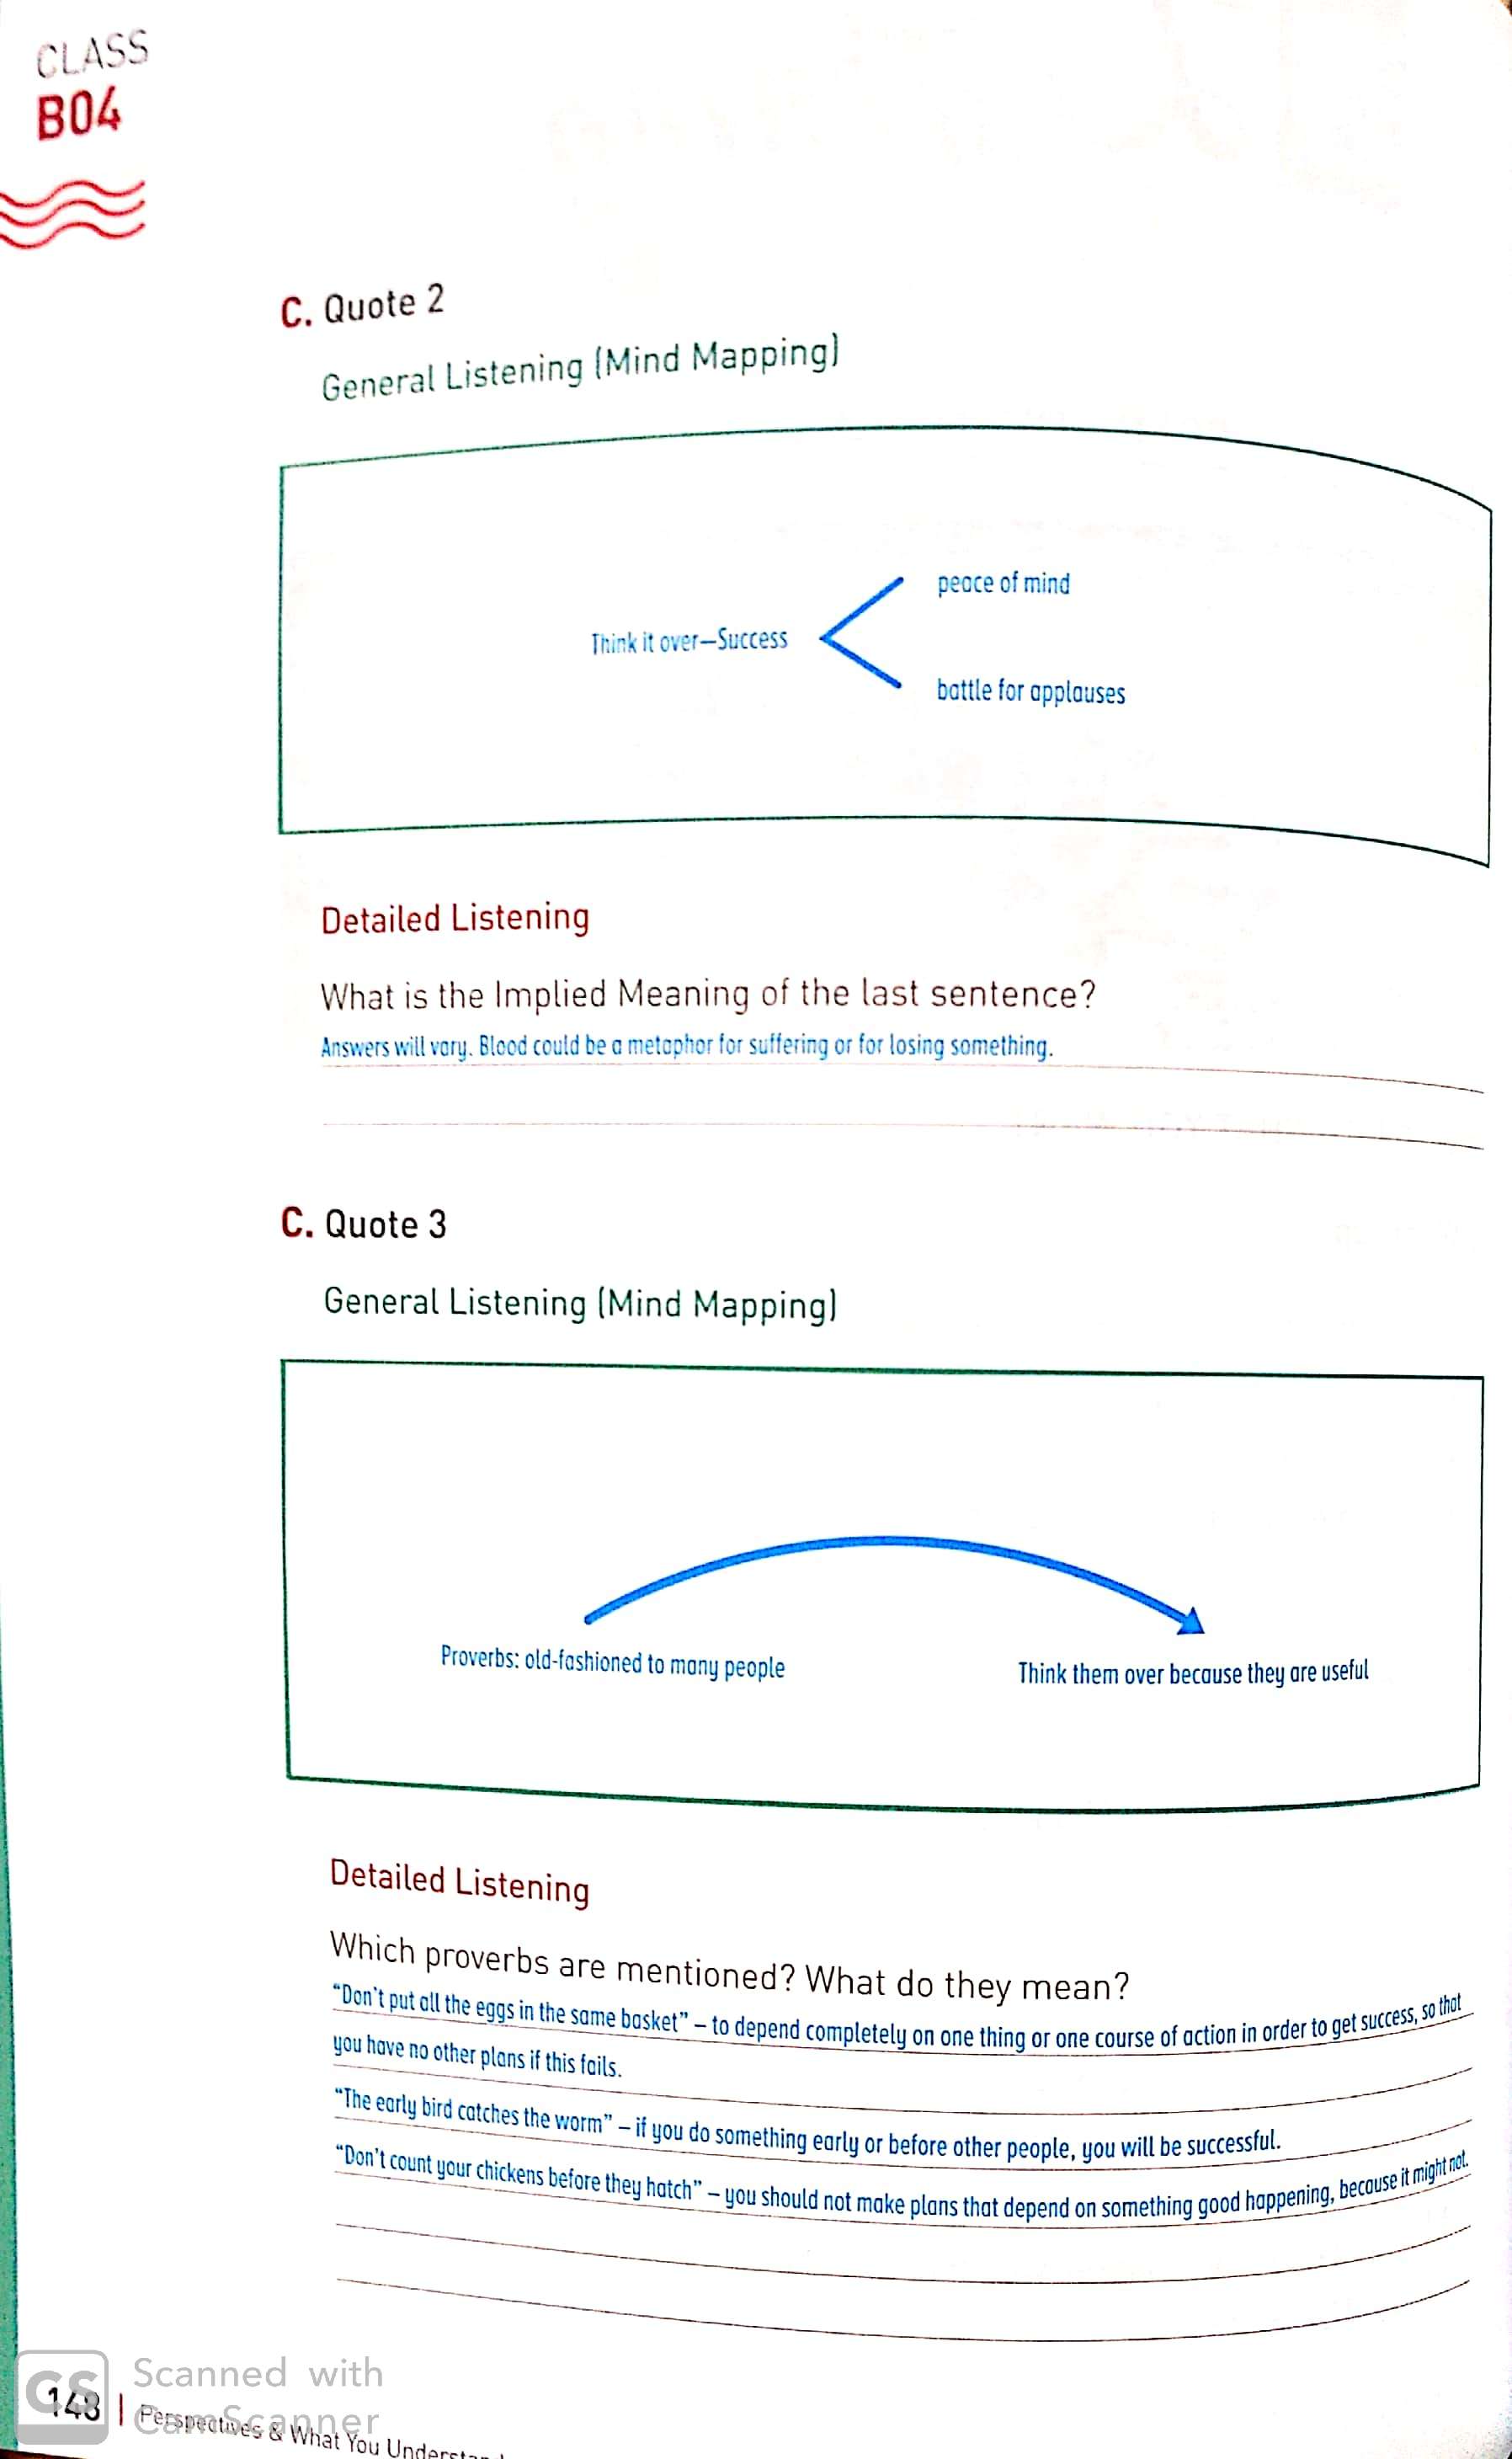 CLASS
B04
C. Quote 2
General Listening (Mind Mapping)
peace of mind
Think it over—Success
battle for applauses
Detailed Listening
What is the Implied Meaning of the last sentence?
Answers will vary. Blood could be a metaphor for suffering or for losing something.
C. Quote 3
General Listening (Mind Mapping)
Proverbs: old-fashioned to many people
Think them over because they are useful
Detailed Listening
Which proverbs are mentioned? What do they mean?
“Don't put all the eggs in the same basket” – to depend completely on one thing or one course of action in order to get success, so that
you have no other plans if this fails.
“The early bird catches the worm” – if you do something early or before other people, you will be successful.
“Don't count your chickens before they hatch” – you should not make plans that depend on something good happening, because it might not.
CS
Scanned with
CamScanner
148 | Perspectives & What You